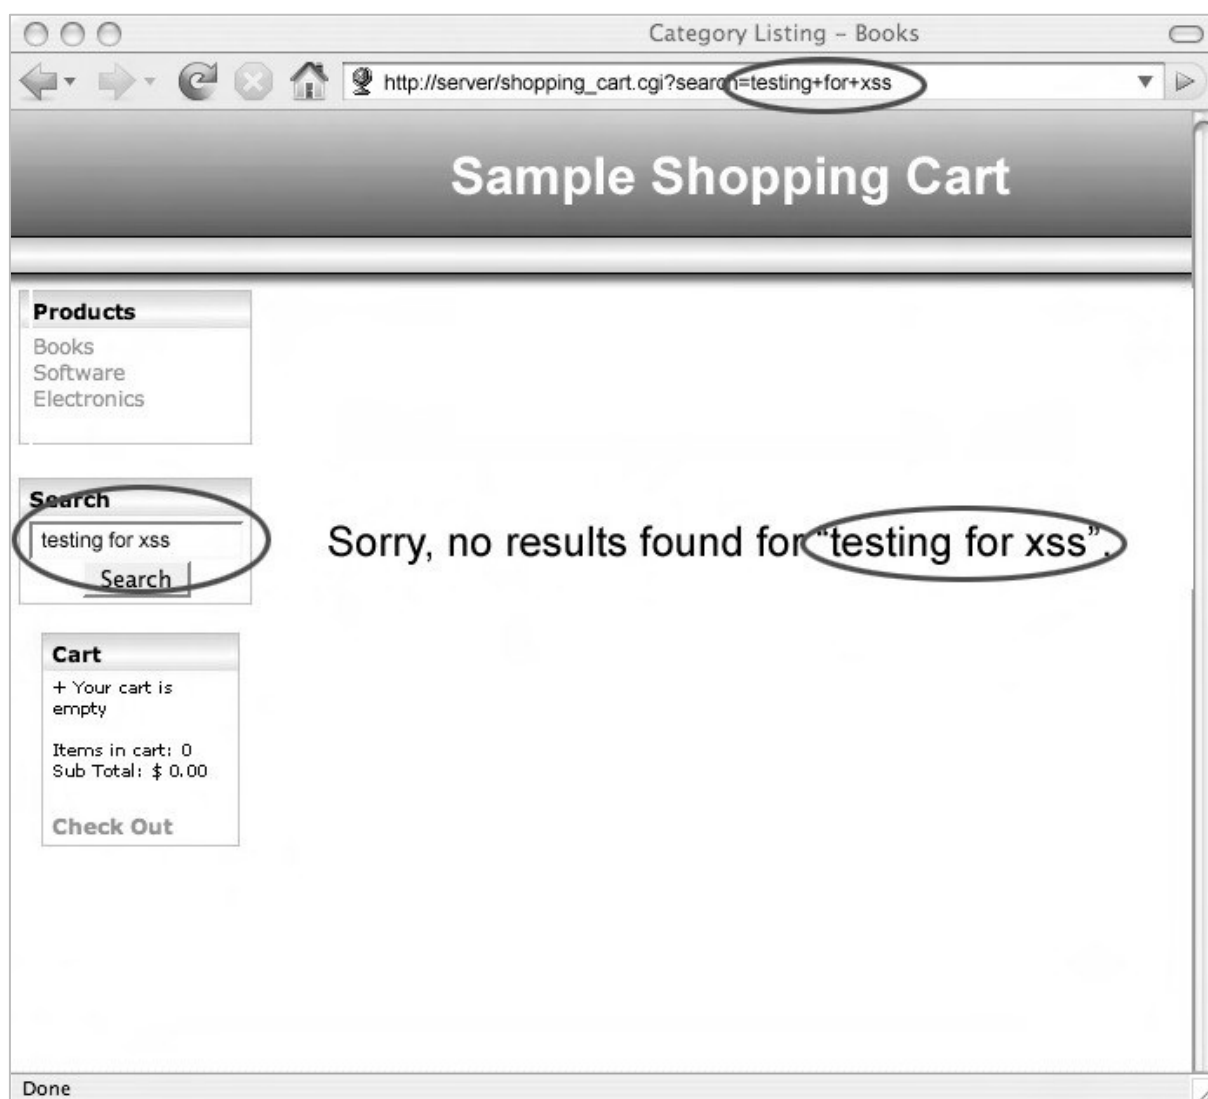 Category Listing – Books
http://server/shopping_cart.cgi?search=testing+for+xss
Sample Shopping Cart
Products
Books
Software
Electronics
Search
testing for xss
Search
Sorry, no results found for “testing for xss”.
Cart
+ Your cart is
empty
Items in cart: 0
Sub Total: $ 0.00
Check Out
Done